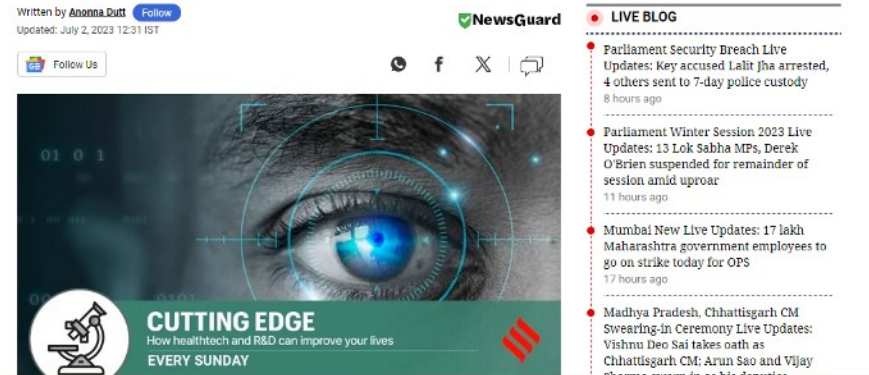 Written by Anonna Dutt Follow
Updated: July 2, 2023 12:31 IST
NewsGuard
Follow Us
01 0 1
0101
CUTTING EDGE
How healthtech and R&D can improve your lives
EVERY SUNDAY
LIVE BLOG
Parliament Security Breach Live
Updates: Key accused Lalit Jha arrested,
4 others sent to 7-day police custody
8 hours ago
Parliament Winter Session 2023 Live
Updates: 13 Lok Sabha MPs, Derek
O'Brien suspended for remainder of
session amid uproar
11 hours ago
Mumbai New Live Updates: 17 lakh
Maharashtra government employees to
go on strike today for OPS
17 hours ago
Madhya Pradesh, Chhattisgarh CM
Swearing-in Ceremony Live Updates:
Vishnu Deo Sai takes oath as
Chhattisgarh CM; Arun Sao and Vijay